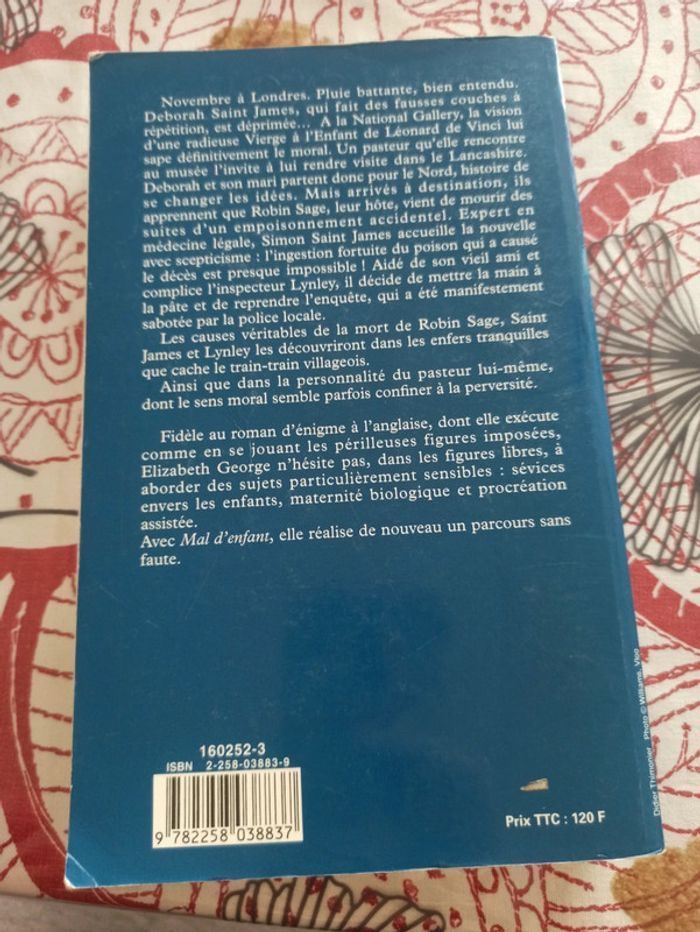 Novembre à Londres. Pluie battante, bien entendu.
Deborah Saint James, qui fait des fausses couches à
répétition, est déprimée... A la National Gallery, la vision
d'une radieuse Vierge à l'Enfant de Léonard de Vinci lui
sape définitivement le moral. Un pasteur qu'elle rencontre
au musée l'invite à lui rendre visite dans le Lancashire.
Deborah et son mari partent donc pour le Nord, histoire de
se changer les idées. Mais arrivés à destination, ils
apprennent que Robin Sage, leur hôte, vient de mourir des
suites d'un empoisonnement accidentel. Expert en
médecine légale, Simon Saint James accueille la nouvelle
avec scepticisme : l'ingestion fortuite du poison qui a causé
le décès est presque impossible ! Aidé de son vieil ami et
complice l'inspecteur Lynley, il décide de mettre la main à
la pâte et de reprendre l'enquête, qui a été manifestement
sabotée par la police locale.
Les causes véritables de la mort de Robin Sage, Saint
James et Lynley les découvriront dans les enfers tranquilles
que cache le train-train villageois.
Ainsi que dans la personnalité du pasteur lui-même,
dont le sens moral semble parfois confiner à la perversité.
Fidèle au roman d'énigme à l'anglaise, dont elle exécute
comme en se jouant les périlleuses figures imposées,
Elizabeth George n'hésite pas, dans les figures libres, à
aborder des sujets particulièrement sensibles : sévices
envers les enfants, maternité biologique et procréation
assistée.
Avec Mal d'enfant, elle réalise de nouveau un parcours sans
faute.
160252-3
ISBN 2-258-03883-9
9 782258 038837
Prix TTC : 120 F
Didier Thimonier Photo © Williams, Vloo